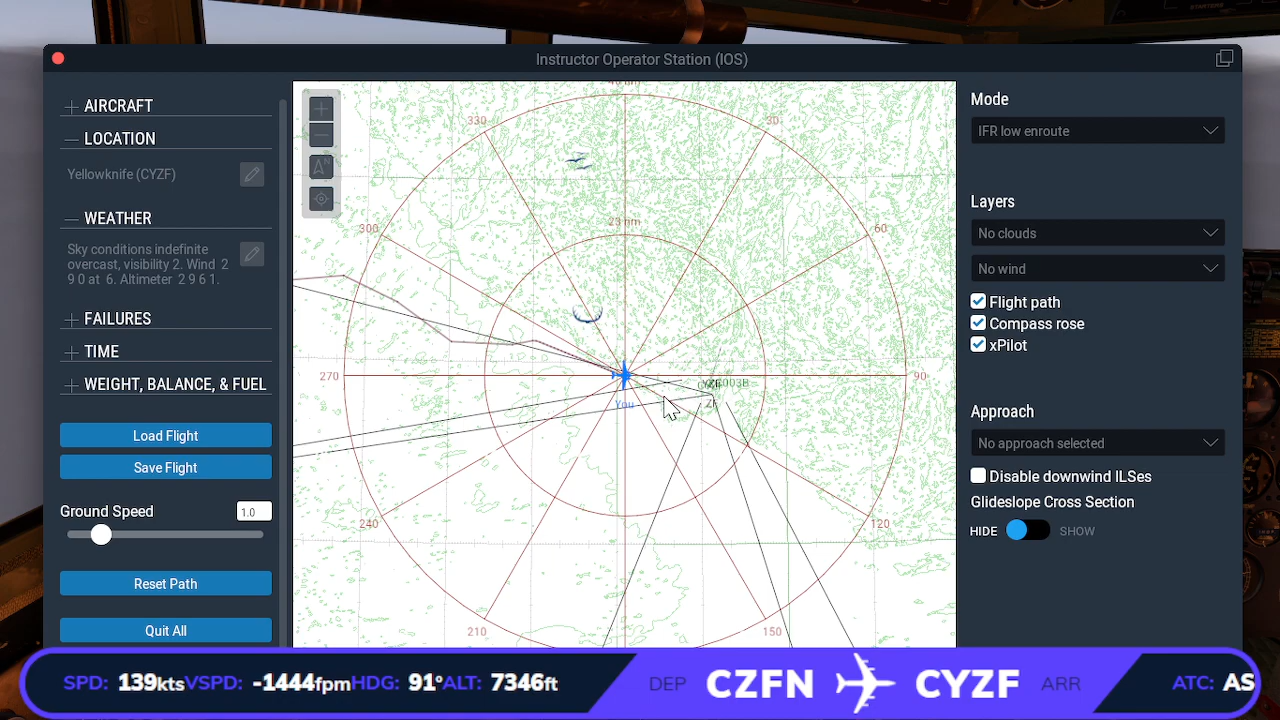 Instructor Operator Station (IOS)
AIRCRAFT
LOCATION
Yellowknife (CYZF)
WEATHER
Sky conditions indefinite
overcast, visibility 2. Wind 2
9 0 at 6. Altimeter 2 9 6 1.
FAILURES
TIME
WEIGHT, BALANCE, & FUEL
Load Flight
Save Flight
Ground Speed
1.0
Reset Path
Quit All
330
30
23 nm
300
60
270
90
You
ZF
240
120
210
150
Mode
IFR low enroute
Layers
No clouds
No wind
Flight path
Compass rose
xPilot
Approach
No approach selected
Disable downwind ILSes
Glideslope Cross Section
HIDE
SHOW
SPD: 139kts VSPD: -1444fpm HDG: 91° ALT: 7346ft
DEP CZFN CYZF ARR
ATC: AS